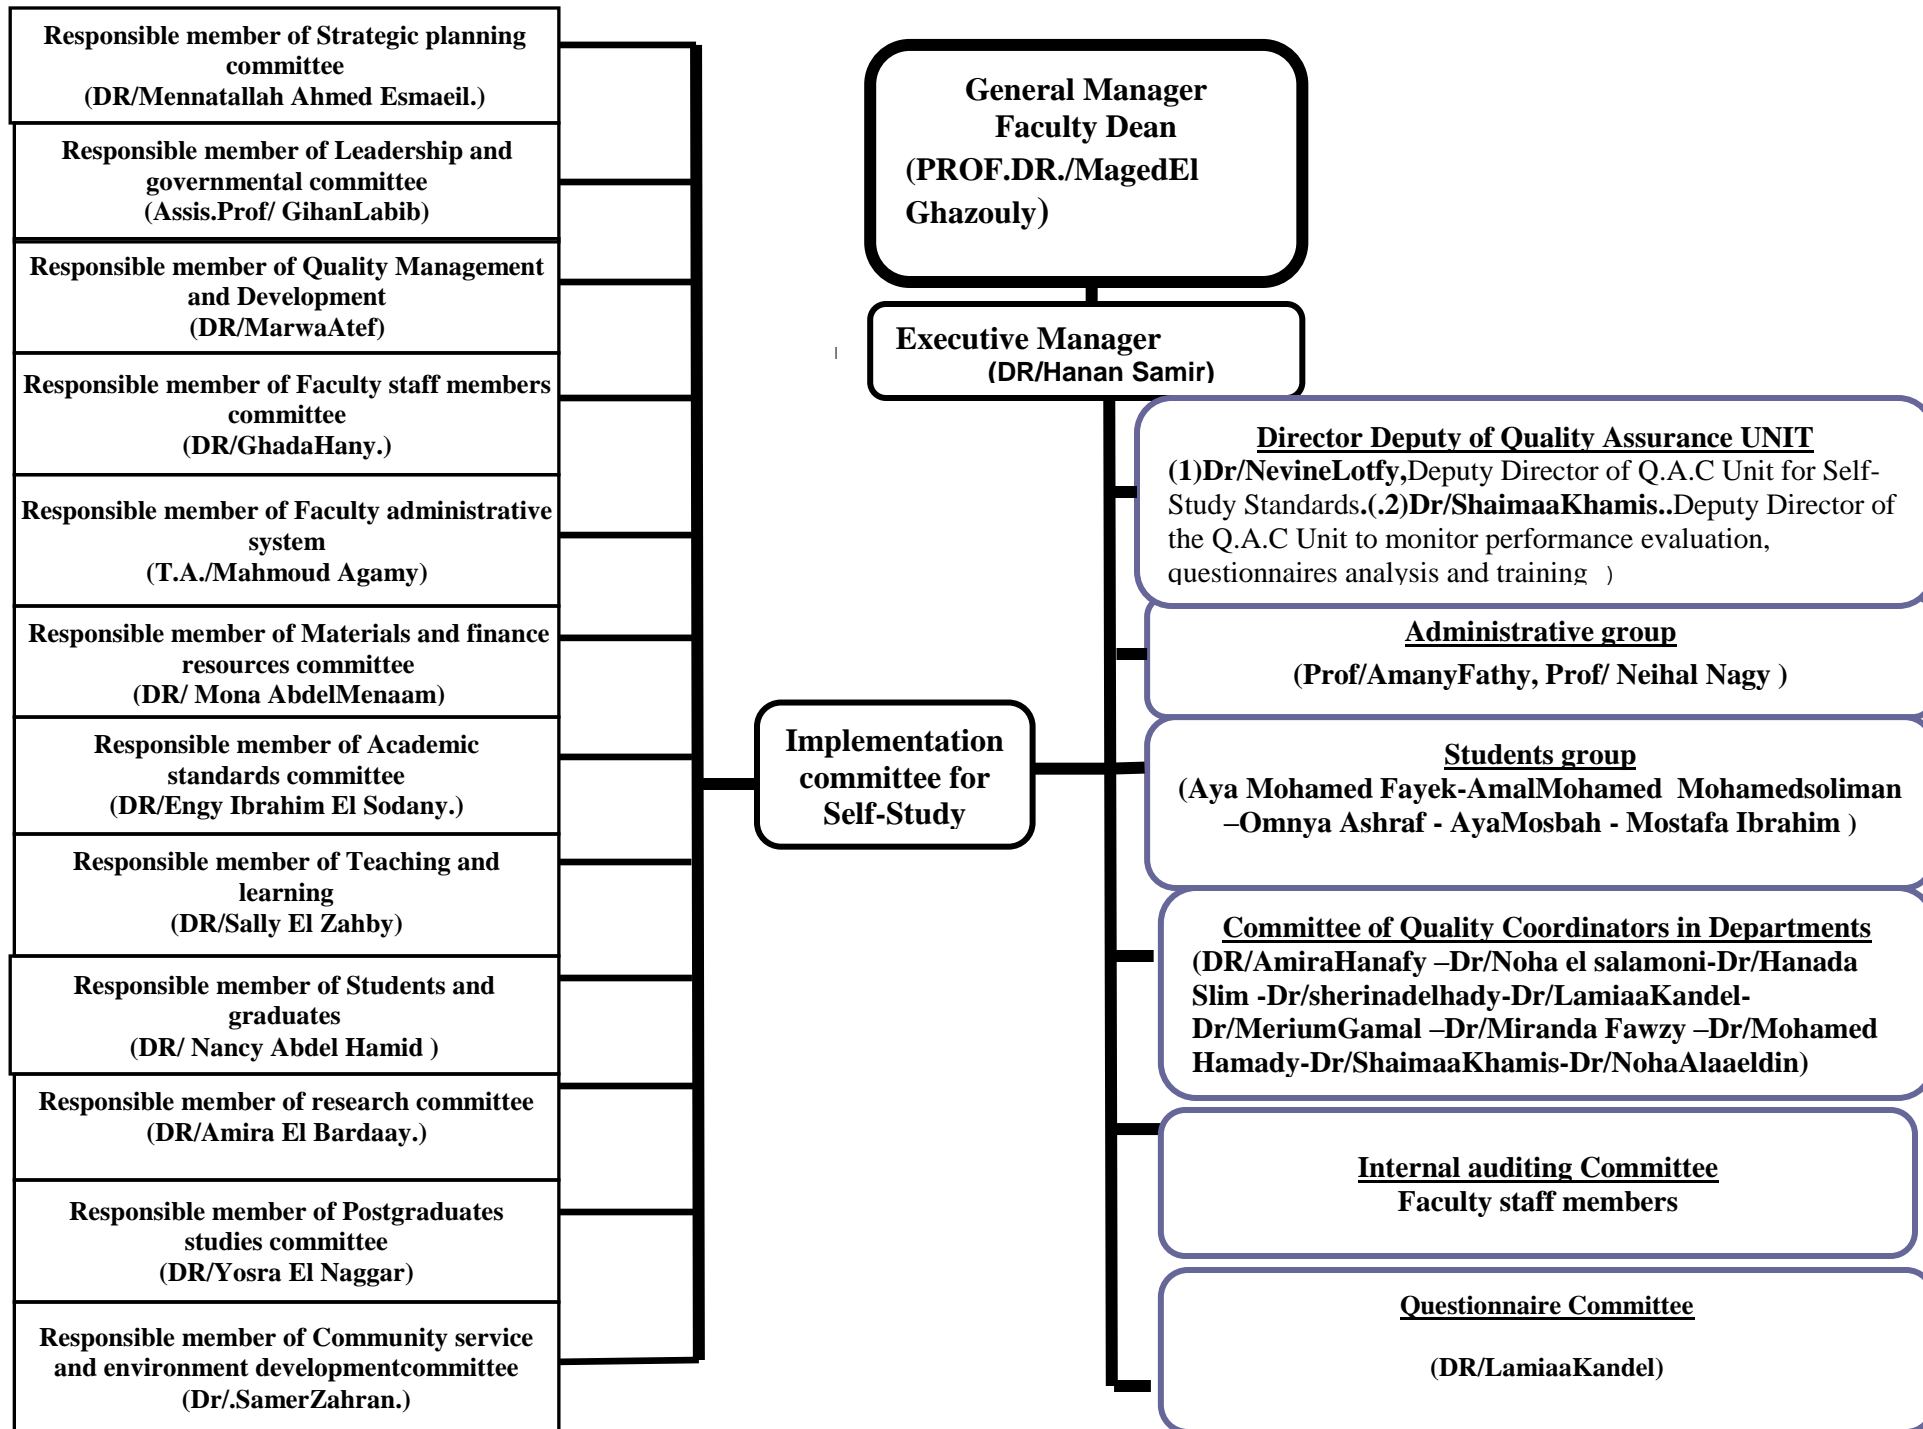 Responsible member of Strategic planning
committee
(DR/Mennatallah Ahmed Esmaeil.)
Responsible member of Leadership and
governmental committee
(Assis.Prof/ GihanLabib)
Responsible member of Quality Management
and Development
(DR/MarwaAtef)
Responsible member of Faculty staff members
committee
(DR/GhadaHany.)
Responsible member of Faculty administrative
system
(T.A./Mahmoud Agamy)
Responsible member of Materials and finance
resources committee
(DR/ Mona AbdelMenaam)
Responsible member of Academic
standards committee
(DR/Engy Ibrahim El Sodany.)
Responsible member of Teaching and
learning
(DR/Sally El Zahby)
Responsible member of Students and
graduates
(DR/ Nancy Abdel Hamid )
Responsible member of research committee
(DR/Amira El Bardaay.)
Responsible member of Postgraduates
studies committee
(DR/Yosra El Naggar)
Responsible member of Community service
and environment developmentcommittee
(Dr/.SamerZahran.)
Implementation
committee for
Self-Study
General Manager
Faculty Dean
(PROF.DR./MagedEl
Ghazouly)
Executive Manager
(DR/Hanan Samir)
Director Deputy of Quality Assurance UNIT
(1)Dr/NevineLotfy,Deputy Director of Q.A.C Unit for Self-
Study Standards.(.2)Dr/ShaimaaKhamis..Deputy Director of
the Q.A.C Unit to monitor performance evaluation,
questionnaires analysis and training )
Administrative group
(Prof/AmanyFathy, Prof/ Neihal Nagy )
Students group
(Aya Mohamed Fayek-AmalMohamed Mohamedsoliman
–Omnya Ashraf - AyaMosbah - Mostafa Ibrahim )
Committee of Quality Coordinators in Departments
(DR/AmiraHanafy –Dr/Noha el salamoni-Dr/Hanada
Slim -Dr/sherinadelhady-Dr/LamiaaKandel-
Dr/MeriumGamal –Dr/Miranda Fawzy –Dr/Mohamed
Hamady-Dr/ShaimaaKhamis-Dr/NohaAlaaeldin)
Internal auditing Committee
Faculty staff members
Questionnaire Committee
(DR/LamiaaKandel)